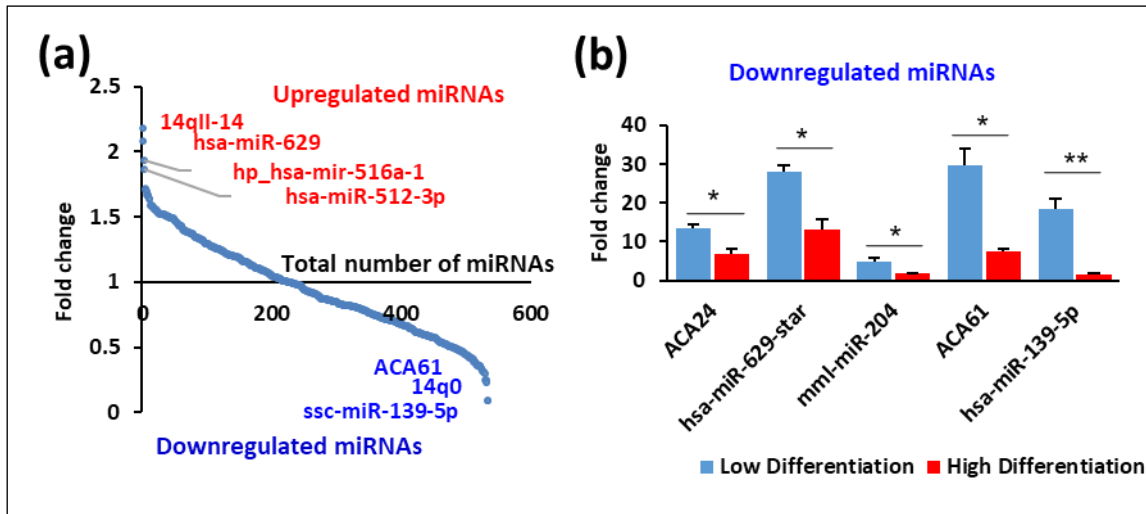 (a)
2.5
2
1.5
1
0.5
0
Fold change
Upregulated miRNAs
14qII-14
hsa-miR-629
hp_hsa-mir-516a-1
hsa-miR-512-3p
Total number of miRNAs
0
200
400
600
ACA61
14q0
ssc-miR-139-5p
Downregulated miRNAs
(b)
Downregulated miRNAs
40
30
20
10
0
Fold change
*
*
*
*
**
ACA24
hsa-miR-629-star
mml-miR-204
ACA61
hsa-miR-139-5p
Low Differentiation
High Differentiation